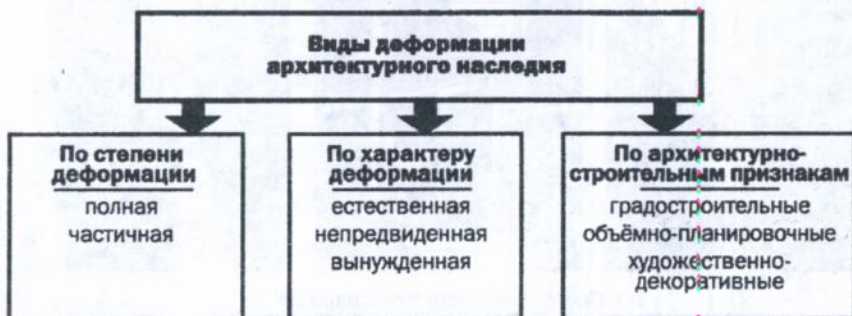 Виды деформации
архитектурного наследия
По степени
деформации
полная
частичная
По характеру
деформации
естественная
непредвиденная
вынужденная
По архитектурно-
строительным признакам
градостроительные
объёмно-планировочные
художественно-
декоративные